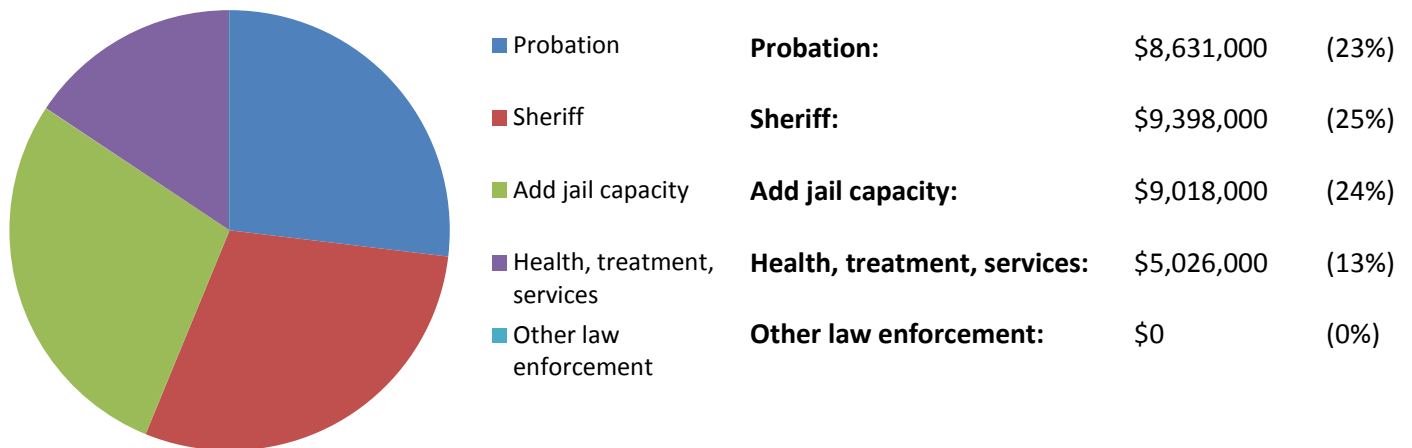 Probation
Probation: $8,631,000 (23%)
Sheriff
Sheriff: $9,398,000 (25%)
Add jail capacity
Add jail capacity: $9,018,000 (24%)
Health, treatment,
services
Health, treatment, services: $5,026,000 (13%)
Other law
enforcement
Other law enforcement: $0 (0%)